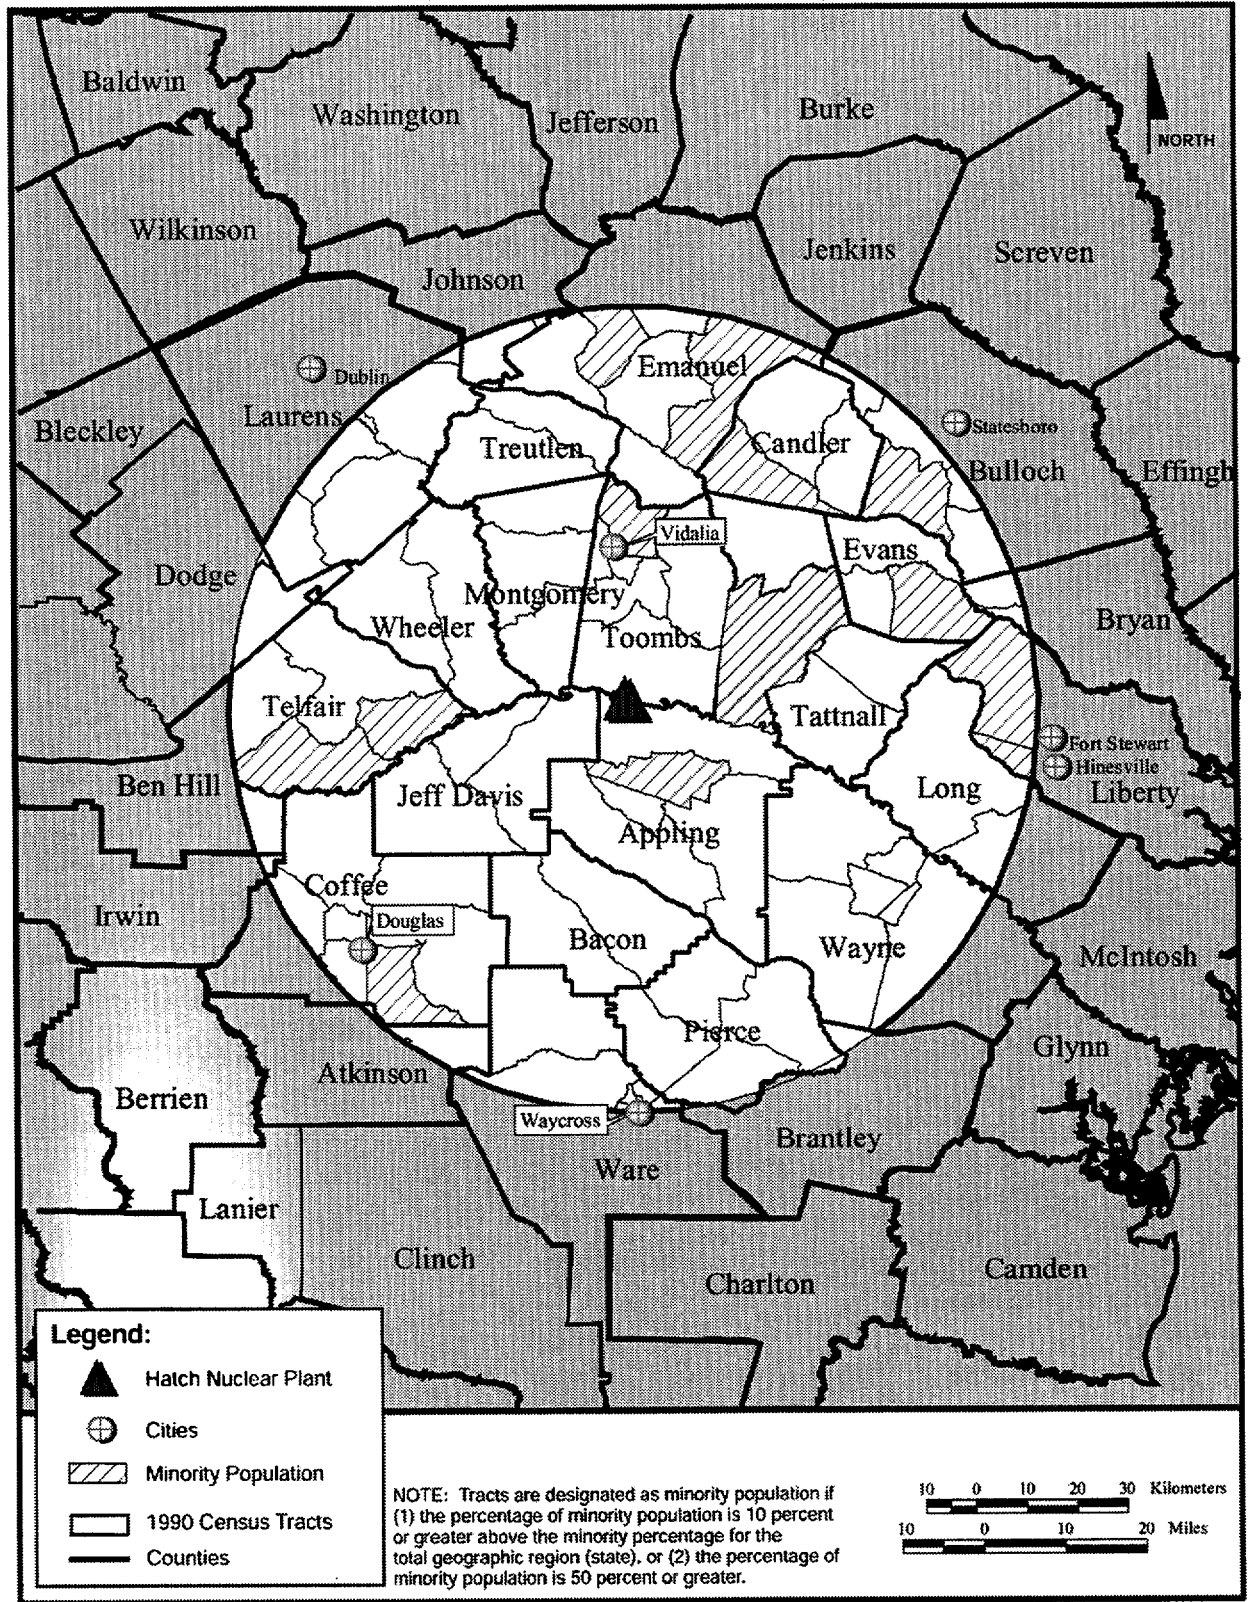 Baldwin
Washington
Jefferson
Burke
NORTH
Wilkinson
Johnson
Jenkins
Screven
Dublin
Emanuel
Laurens
Bleckley
Treutlen
Candler
Statesboro
Bulloch
Effingh
Vidalia
Evans
Dodge
Montgomery
Wheeler
Toombs
Bryan
Telfair
Tattnall
Fort Stewart
Hinesville
Ben Hill
Jeff Davis
Long
Liberty
Appling
Coffee
Irwin
Douglas
Bacon
Wayne
McIntosh
Pierce
Glynn
Atkinson
Berrien
Waycross
Brantley
Ware
Lanier
Clinch
Charlton
Camden
Legend:
Hatch Nuclear Plant
Cities
Minority Population
1990 Census Tracts
Counties
NOTE: Tracts are designated as minority population if
(1) the percentage of minority population is 10 percent
or greater above the minority percentage for the
total geographic region (state), or (2) the percentage of
minority population is 50 percent or greater.
10 0 10 20 30 Kilometers
10 0 10 20 Miles